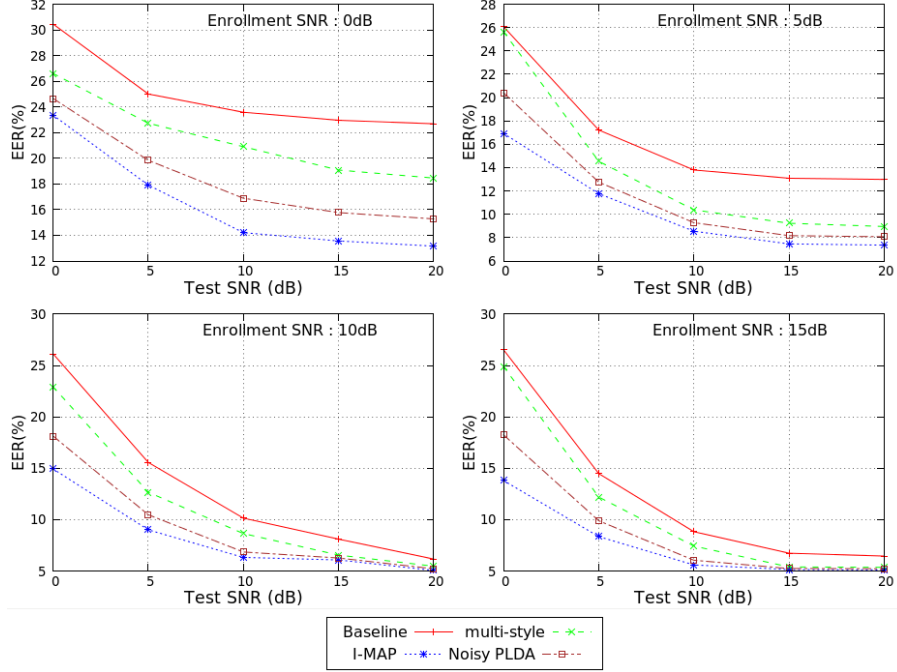 Enrollment SNR : 0dB
EER(%)
32
30
28
26
24
22
20
18
16
14
12
0 5 10 15 20
Test SNR (dB)
Enrollment SNR : 5dB
EER(%)
28
26
24
22
20
18
16
14
12
10
8
6
0 5 10 15 20
Test SNR (dB)
Enrollment SNR : 10dB
EER(%)
30
25
20
15
10
5
0 5 10 15 20
Test SNR (dB)
Enrollment SNR : 15dB
EER(%)
30
25
20
15
10
5
0 5 10 15 20
Test SNR (dB)
Baseline multi-style
I-MAP Noisy PLDA